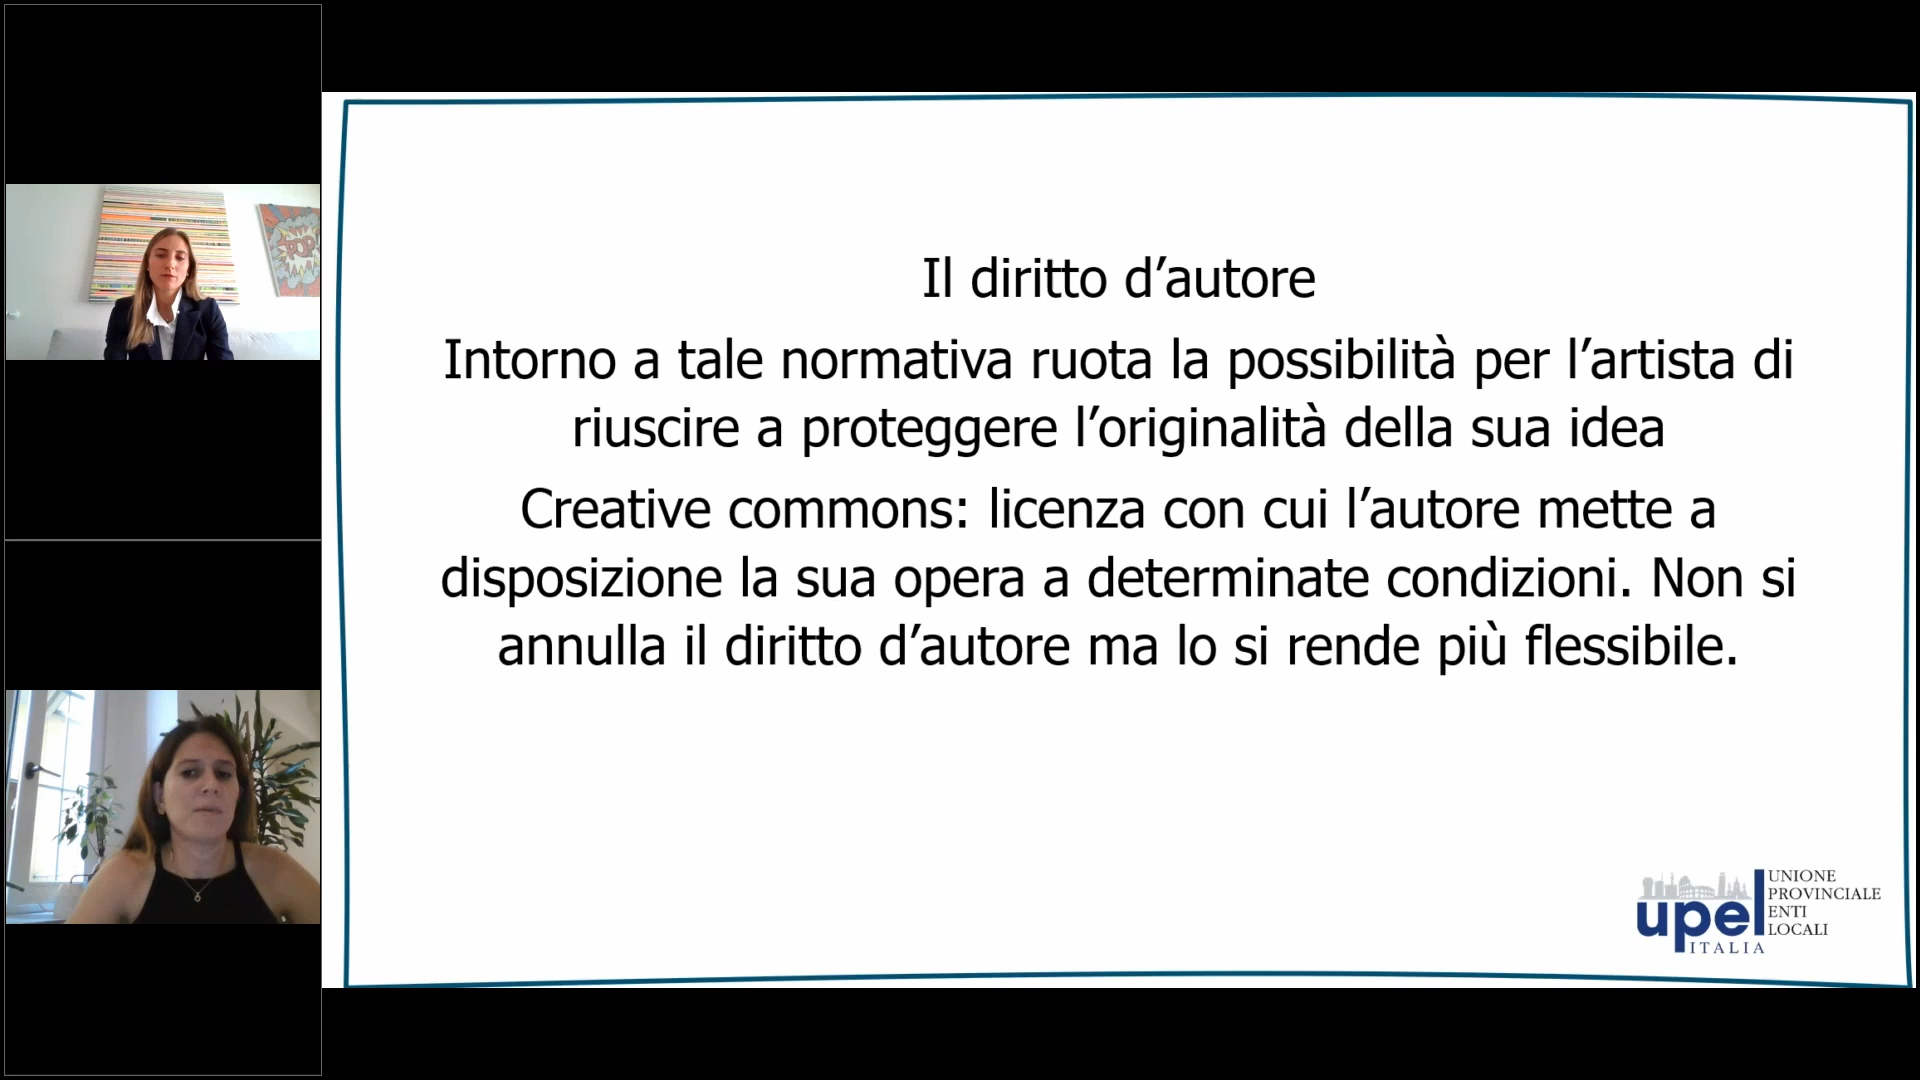 POP!
Il diritto d’autore
Intorno a tale normativa ruota la possibilità per l’artista di
riuscire a proteggere l’originalità della sua idea
Creative commons: licenza con cui l’autore mette a
disposizione la sua opera a determinate condizioni. Non si
annulla il diritto d’autore ma lo si rende più flessibile.
upel
ITALIA
UNIONE
PROVINCIALE
ENTI
LOCALI